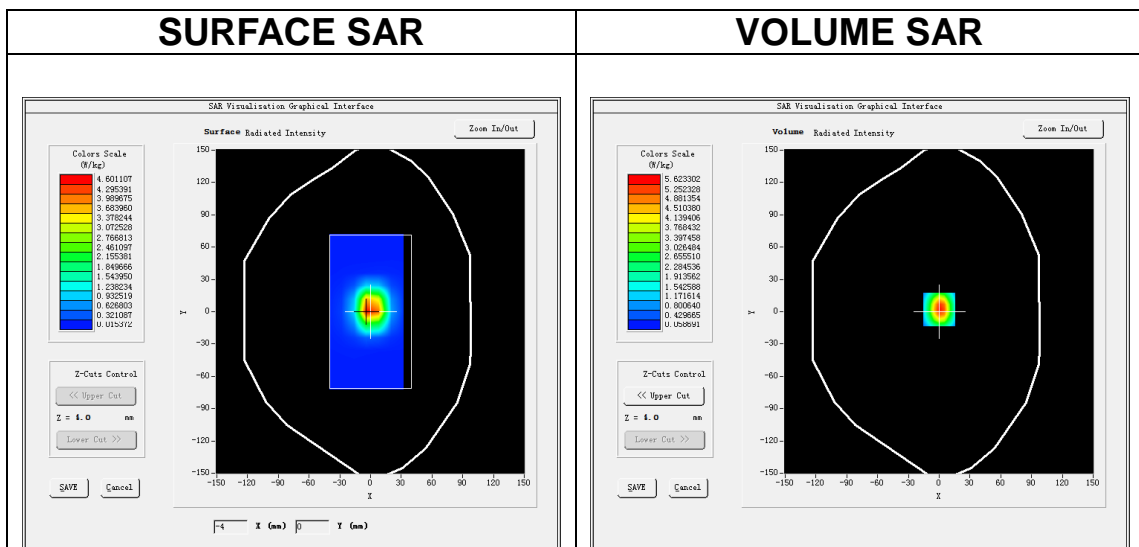 SURFACE SAR
VOLUME SAR
SAR Visualisation Graphical Interface
Surface Radiated Intensity
Zoom In/Out
Colors Scale
(W/kg)
4.601107
4.295391
3.989675
3.683960
3.378244
3.072528
2.766813
2.461097
2.155381
1.849666
1.543950
1.238234
0.932519
0.626803
0.321087
0.015372
150
120
90
60
30
0
-30
-60
-90
-120
-150
Y
-150 -120 -90 -60 -30 0 30 60 90 120 150
X
Z-Cuts Control
<< Upper Cut
Z = 4.0 mm
Lower Cut >>
SAVE Cancel
-4 X (mm) 0 Y (mm)
SAR Visualisation Graphical Interface
Volume Radiated Intensity
Zoom In/Out
Colors Scale
(W/kg)
5.623302
5.252328
4.881354
4.510380
4.139406
3.768432
3.397458
3.026484
2.655510
2.284536
1.913562
1.542588
1.171614
0.800640
0.429665
0.058691
150
120
90
60
30
0
-30
-60
-90
-120
-150
Y
-150 -120 -90 -60 -30 0 30 60 90 120 150
X
Z-Cuts Control
<< Upper Cut
Z = 4.0 mm
Lower Cut >>
SAVE Cancel